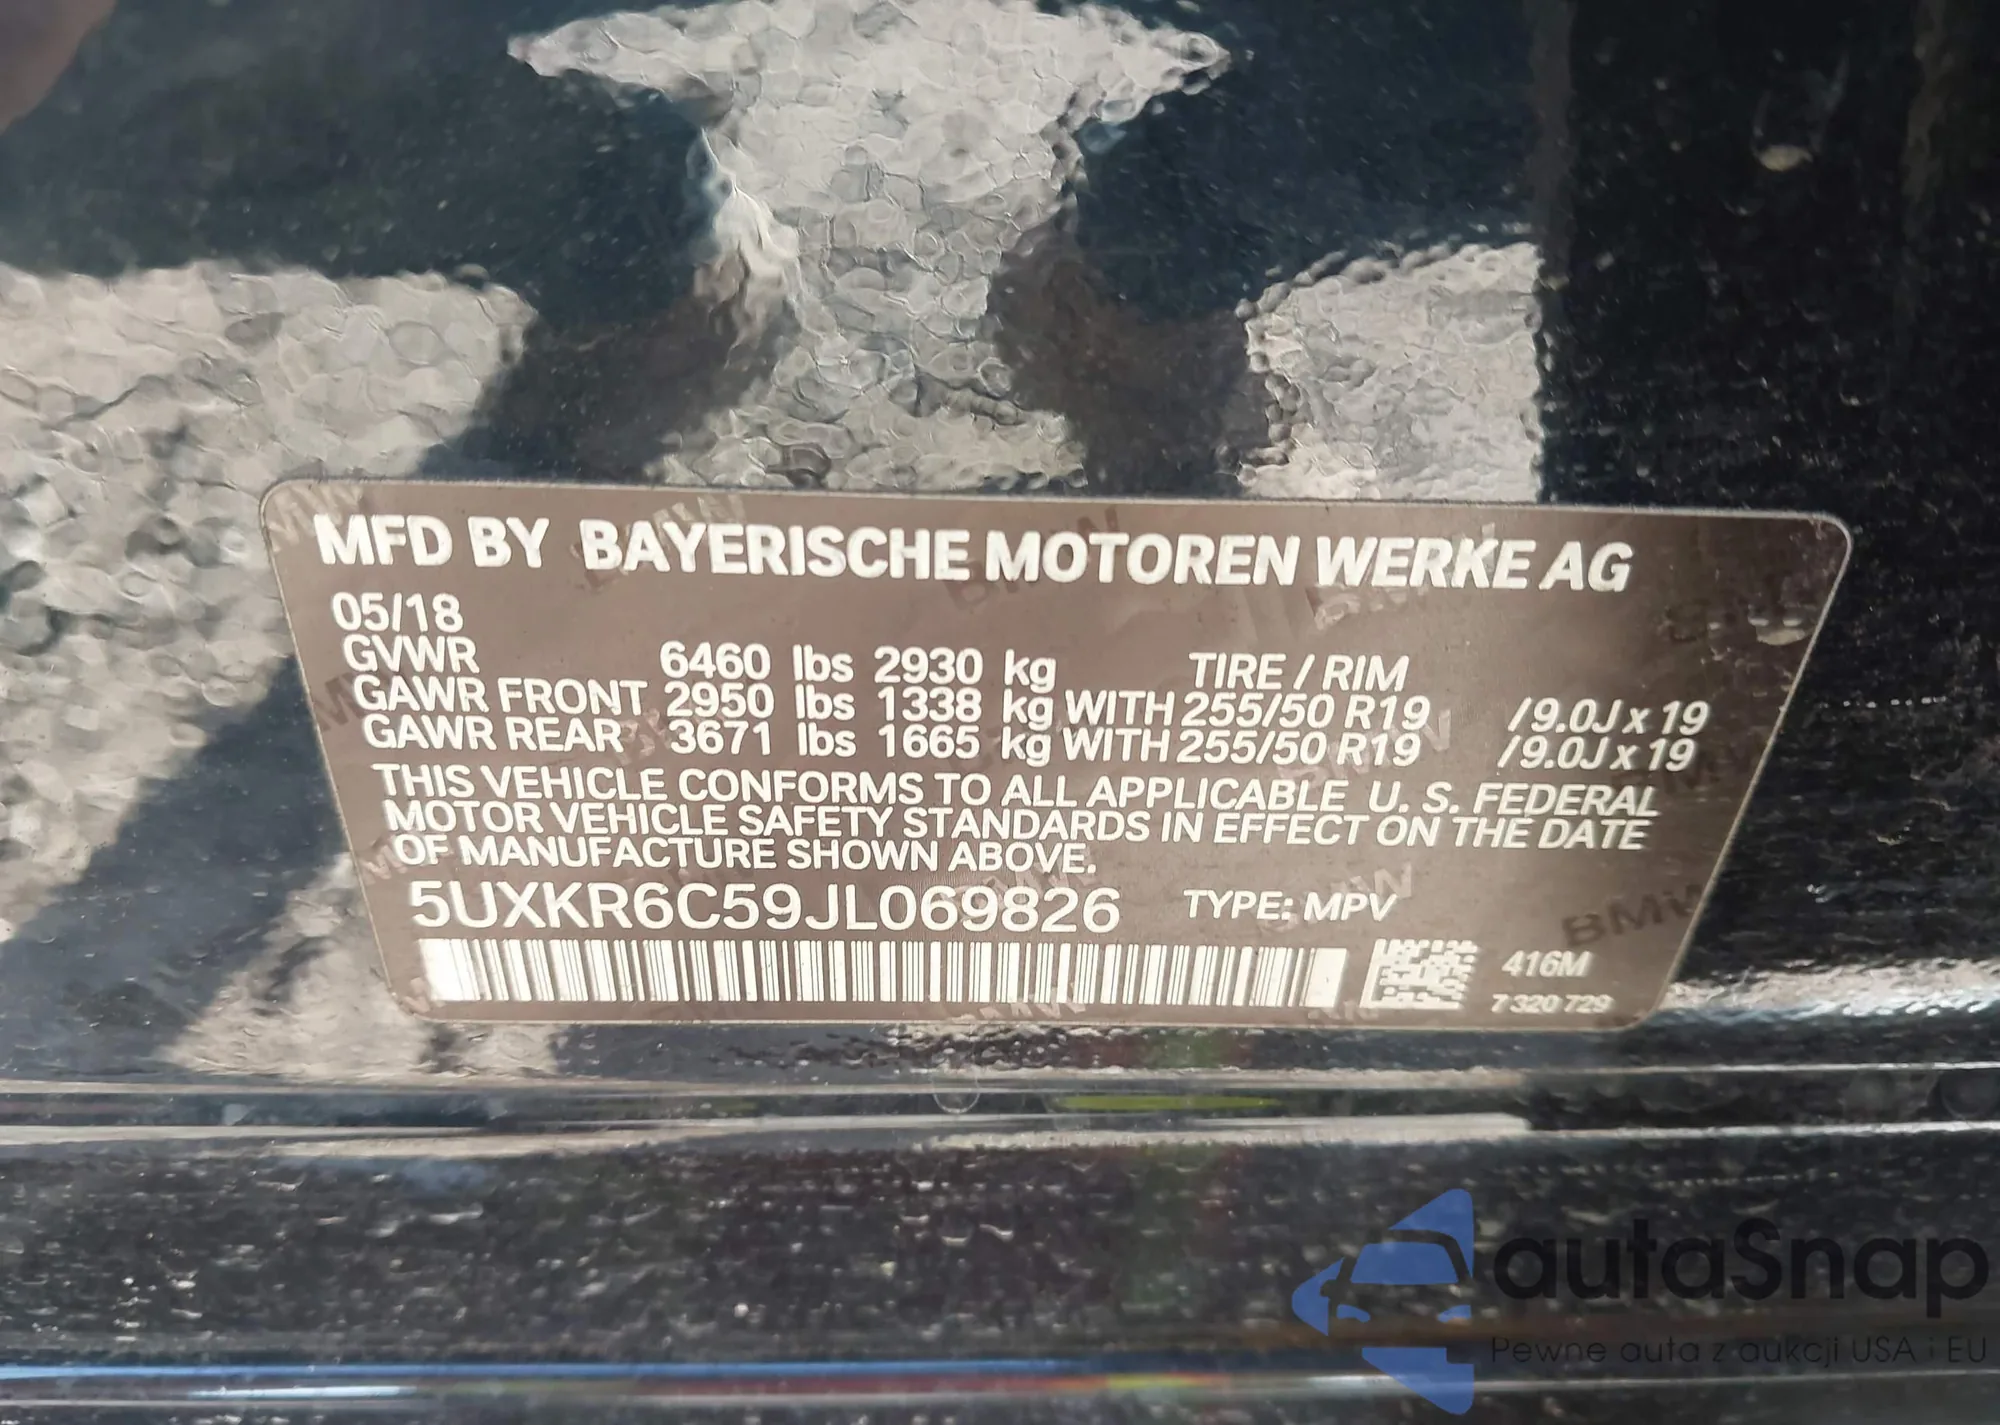 MFD BY BAYERISCHE MOTOREN WERKE AG
05/18
GVWR 6460 lbs 2930 kg TIRE / RIM
GAWR FRONT 2950 lbs 1338 kg WITH 255/50 R19 /9.0J x 19
GAWR REAR 3671 lbs 1665 kg WITH 255/50 R19 /9.0J x 19
THIS VEHICLE CONFORMS TO ALL APPLICABLE U. S. FEDERAL
MOTOR VEHICLE SAFETY STANDARDS IN EFFECT ON THE DATE
OF MANUFACTURE SHOWN ABOVE.
5UXKR6C59JL069826 TYPE: MPV
416M
7 320 729
autaSnap
Pewne auta z aukcji USA i EU